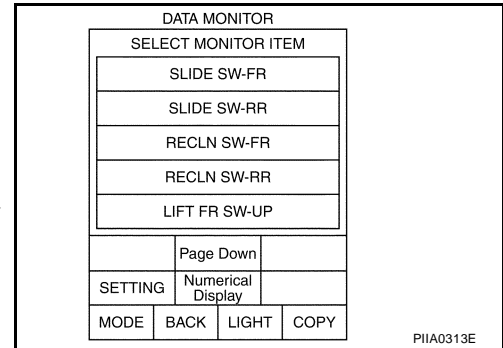 DATA MONITOR
SELECT MONITOR ITEM
SLIDE SW-FR
SLIDE SW-RR
RECLN SW-FR
RECLN SW-RR
LIFT FR SW-UP
Page Down
SETTING
Numerical
Display
MODE
BACK
LIGHT
COPY
PIIA0313E